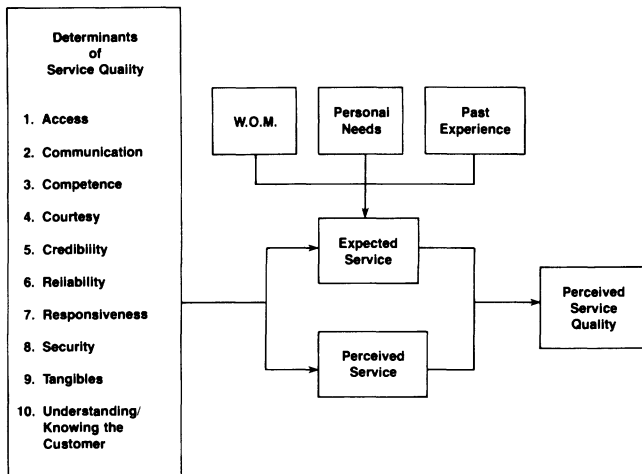 Determinants
of
Service Quality
1. Access
2. Communication
3. Competence
4. Courtesy
5. Credibility
6. Reliability
7. Responsiveness
8. Security
9. Tangibles
10. Understanding/
Knowing the
Customer
W.O.M.
Personal
Needs
Past
Experience
Expected
Service
Perceived
Service
Perceived
Service
Quality